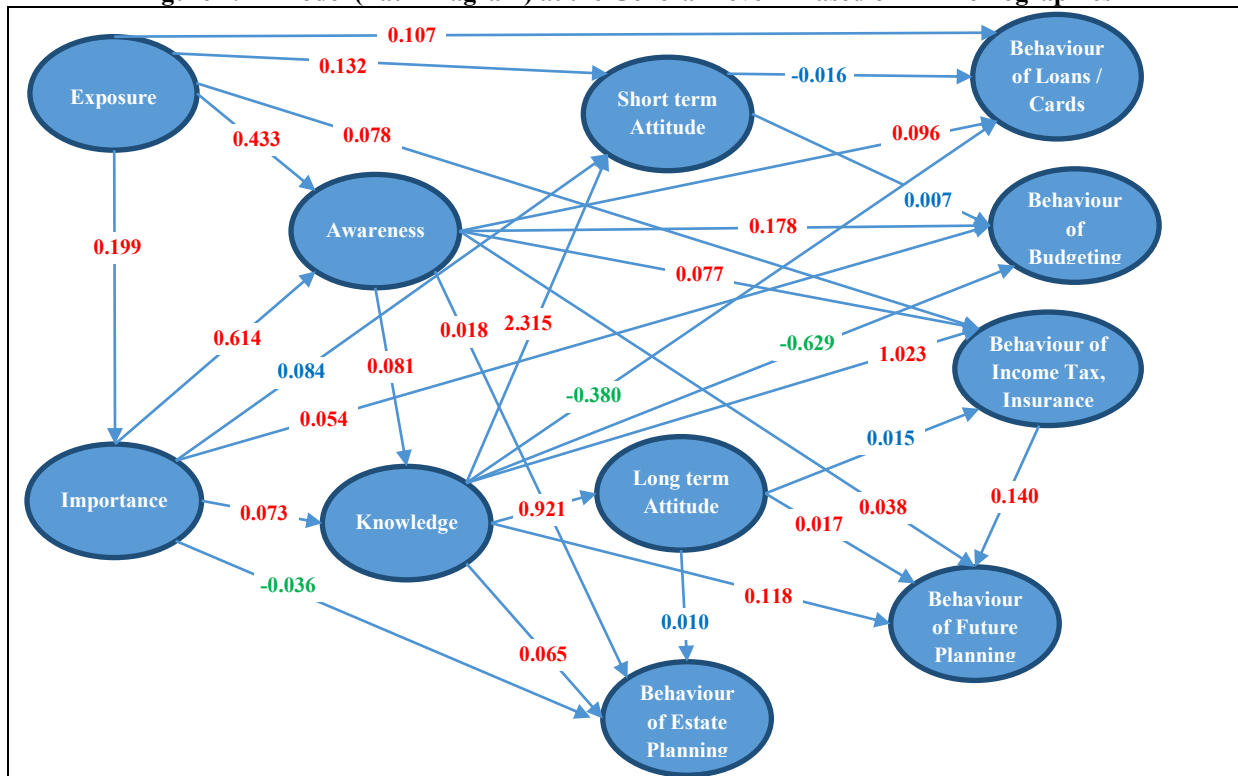 0.107
0.132
Exposure
Behaviour
of Loans /
Cards
-0.016
Short term
Attitude
0.433
0.078
0.096
0.199
Awareness
0.007
Behaviour
of
Budgeting
0.178
0.077
0.614
0.018
2.315
-0.629
1.023
0.084
0.081
-0.380
Behaviour of
Income Tax,
Insurance
0.054
0.015
Importance
0.073
Knowledge
0.921
Long term
Attitude
0.140
0.038
0.017
-0.036
0.118
0.010
0.065
Behaviour
of Future
Planning
Behaviour
of Estate
Planning